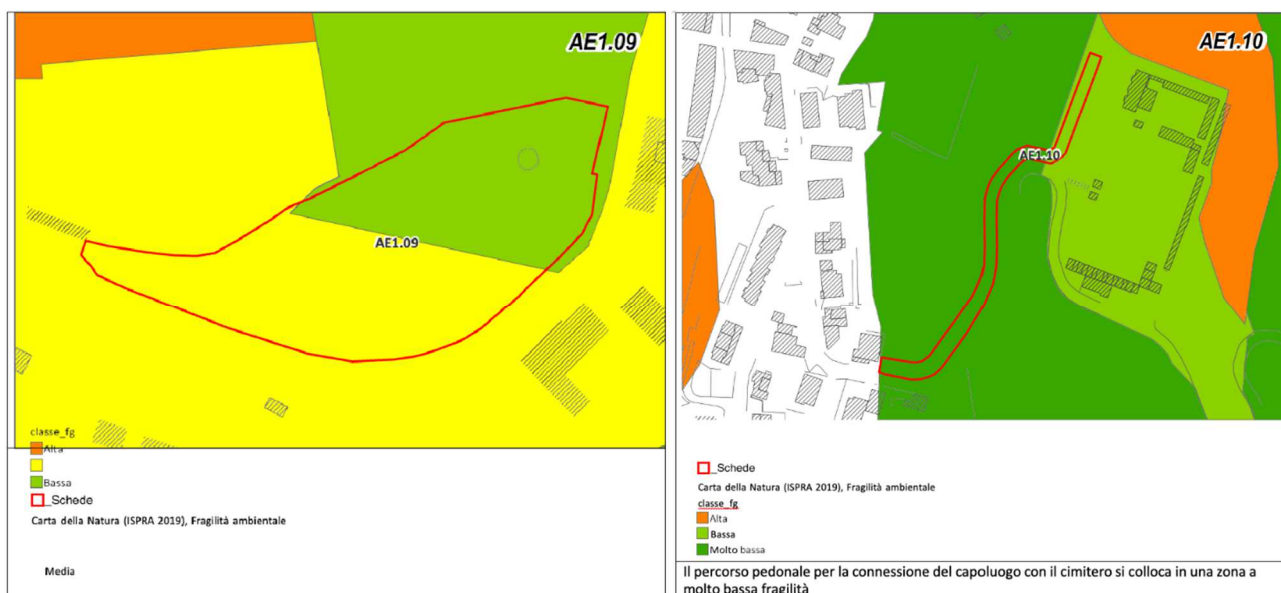 AE1.09
AE1.09
classe_fg
Alta
Bassa
_Schede
Carta della Natura (ISPRA 2019), Fragilità ambientale
Media
AE1.10
AE1.10
_Schede
Carta della Natura (ISPRA 2019), Fragilità ambientale
classe_fg
Alta
Bassa
Molto bassa
Il percorso pedonale per la connessione del capoluogo con il cimitero si colloca in una zona a
molto bassa fragilità